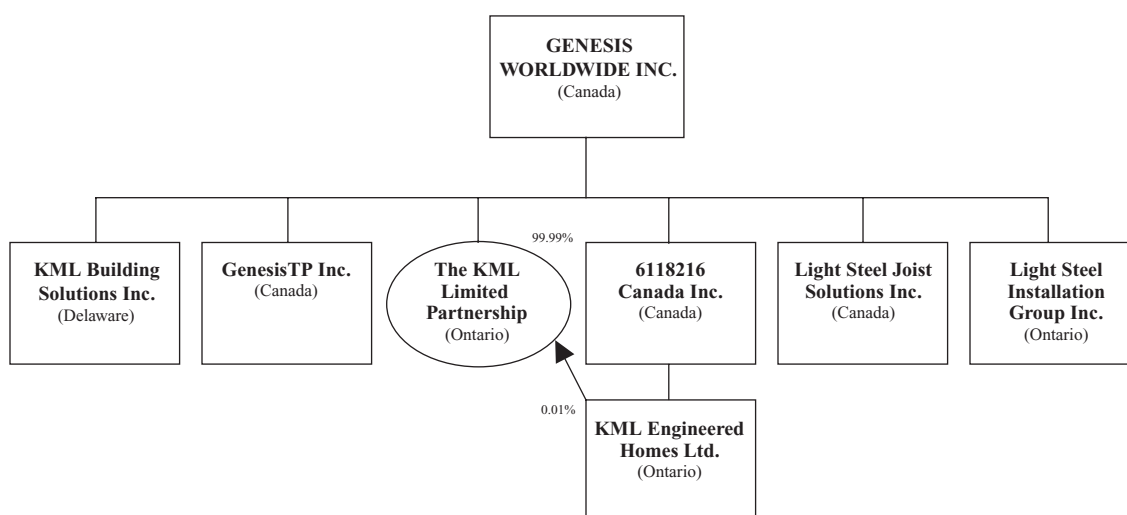 GENESIS
WORLDWIDE INC.
(Canada)
99.99%
KML Building
Solutions Inc.
(Delaware)
GenesisTP Inc.
(Canada)
The KML
Limited
Partnership
(Ontario)
6118216
Canada Inc.
(Canada)
Light Steel Joist
Solutions Inc.
(Canada)
Light Steel
Installation
Group Inc.
(Ontario)
0.01%
KML Engineered
Homes Ltd.
(Ontario)